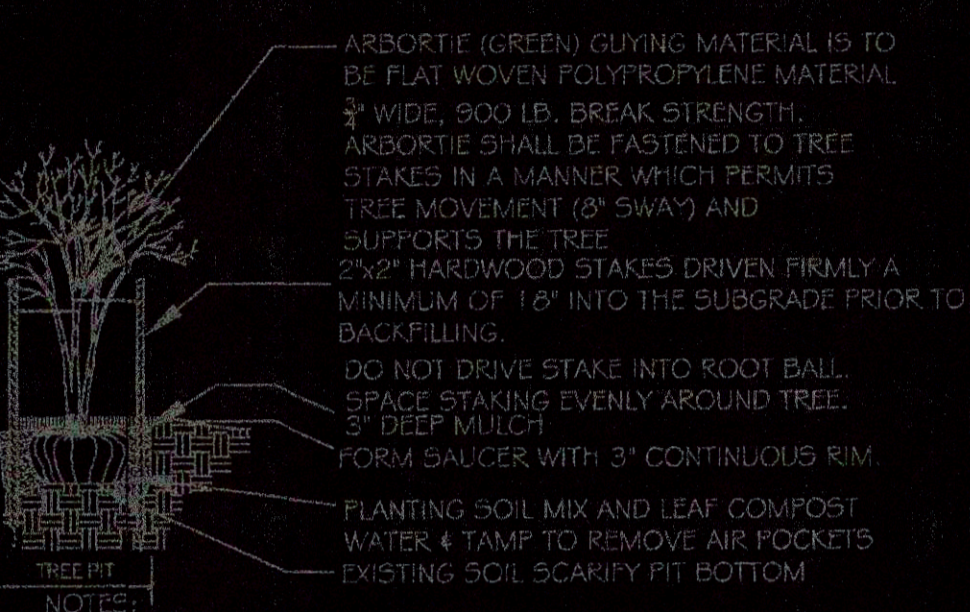 ARBORTIE (GREEN) GUYING MATERIAL IS TO
BE FLAT WOVEN POLYPROPYLENE MATERIAL
3/4" WIDE, 900 LB. BREAK STRENGTH.
ARBORTIE SHALL BE FASTENED TO TREE
STAKES IN A MANNER WHICH PERMITS
TREE MOVEMENT (8" SWAY) AND
SUPPORTS THE TREE
2"x2" HARDWOOD STAKES DRIVEN FIRMLY A
MINIMUM OF 18" INTO THE SUBGRADE PRIOR TO
BACKFILLING.
DO NOT DRIVE STAKE INTO ROOT BALL.
SPACE STAKING EVENLY AROUND TREE.
3" DEEP MULCH
FORM SAUCER WITH 3" CONTINUOUS RIM.
PLANTING SOIL MIX AND LEAF COMPOST
WATER & TAMP TO REMOVE AIR POCKETS
EXISTING SOIL SCARIFY PIT BOTTOM
TREE PIT
NOTES: